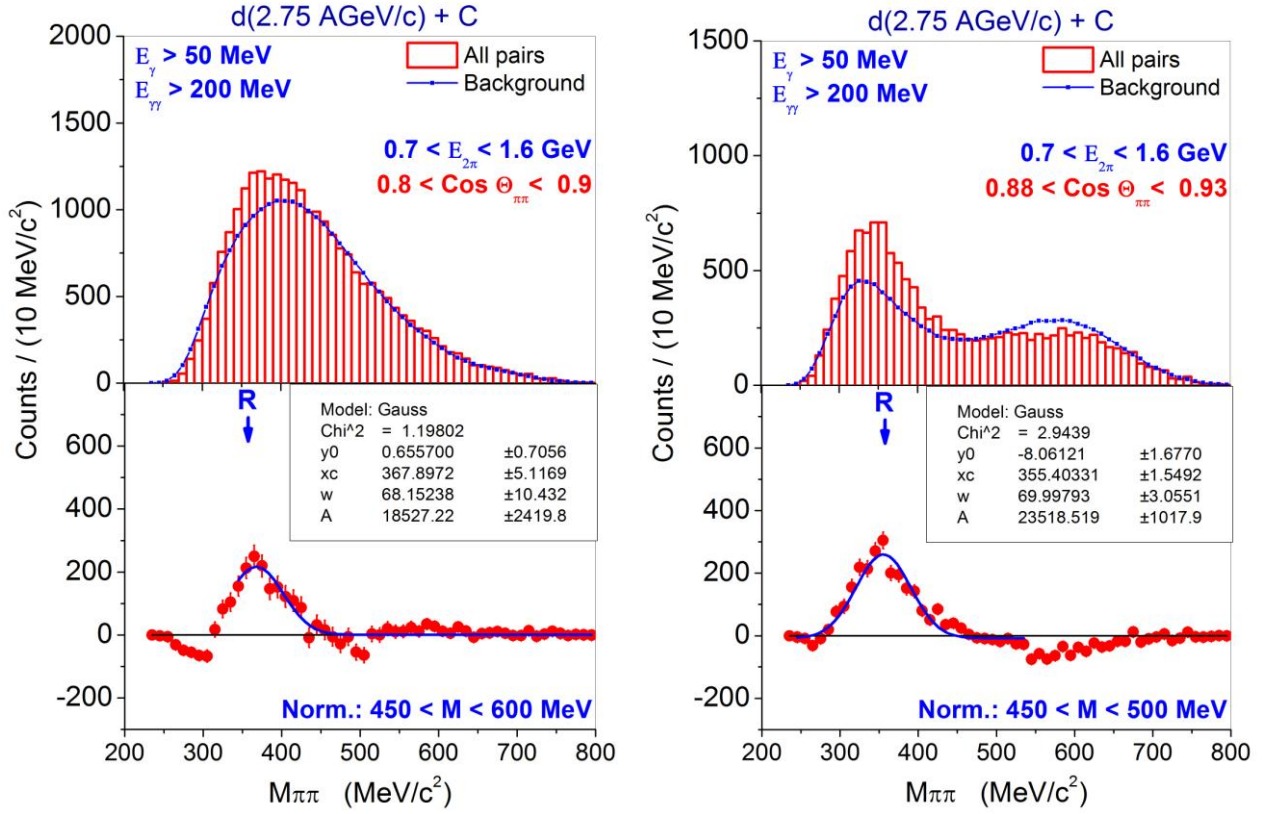 d(2.75 AGeV/c) + C
2000
1500
1000
500
0
Counts / (10 MeV/c²)
Eγ > 50 MeV
Eγγ > 200 MeV
All pairs
Background
0.7 < E2π < 1.6 GeV
0.8 < Cos Θππ < 0.9
R
Model: Gauss
Chi^2 = 1.19802
y0 0.655700 ±0.7056
xc 367.8972 ±5.1169
w 68.15238 ±10.432
A 18527.22 ±2419.8
600
400
200
0
-200
Norm.: 450 < M < 600 MeV
200 300 400 500 600 700 800
Mππ (MeV/c²)
d(2.75 AGeV/c) + C
1500
1000
500
0
Counts / (10 MeV/c²)
Eγ > 50 MeV
Eγγ > 200 MeV
All pairs
Background
0.7 < E2π < 1.6 GeV
0.88 < Cos Θππ < 0.93
R
Model: Gauss
Chi^2 = 2.9439
y0 -8.06121 ±1.6770
xc 355.40331 ±1.5492
w 69.99793 ±3.0551
A 23518.519 ±1017.9
600
400
200
0
-200
Norm.: 450 < M < 500 MeV
200 300 400 500 600 700 800
Mππ (MeV/c²)